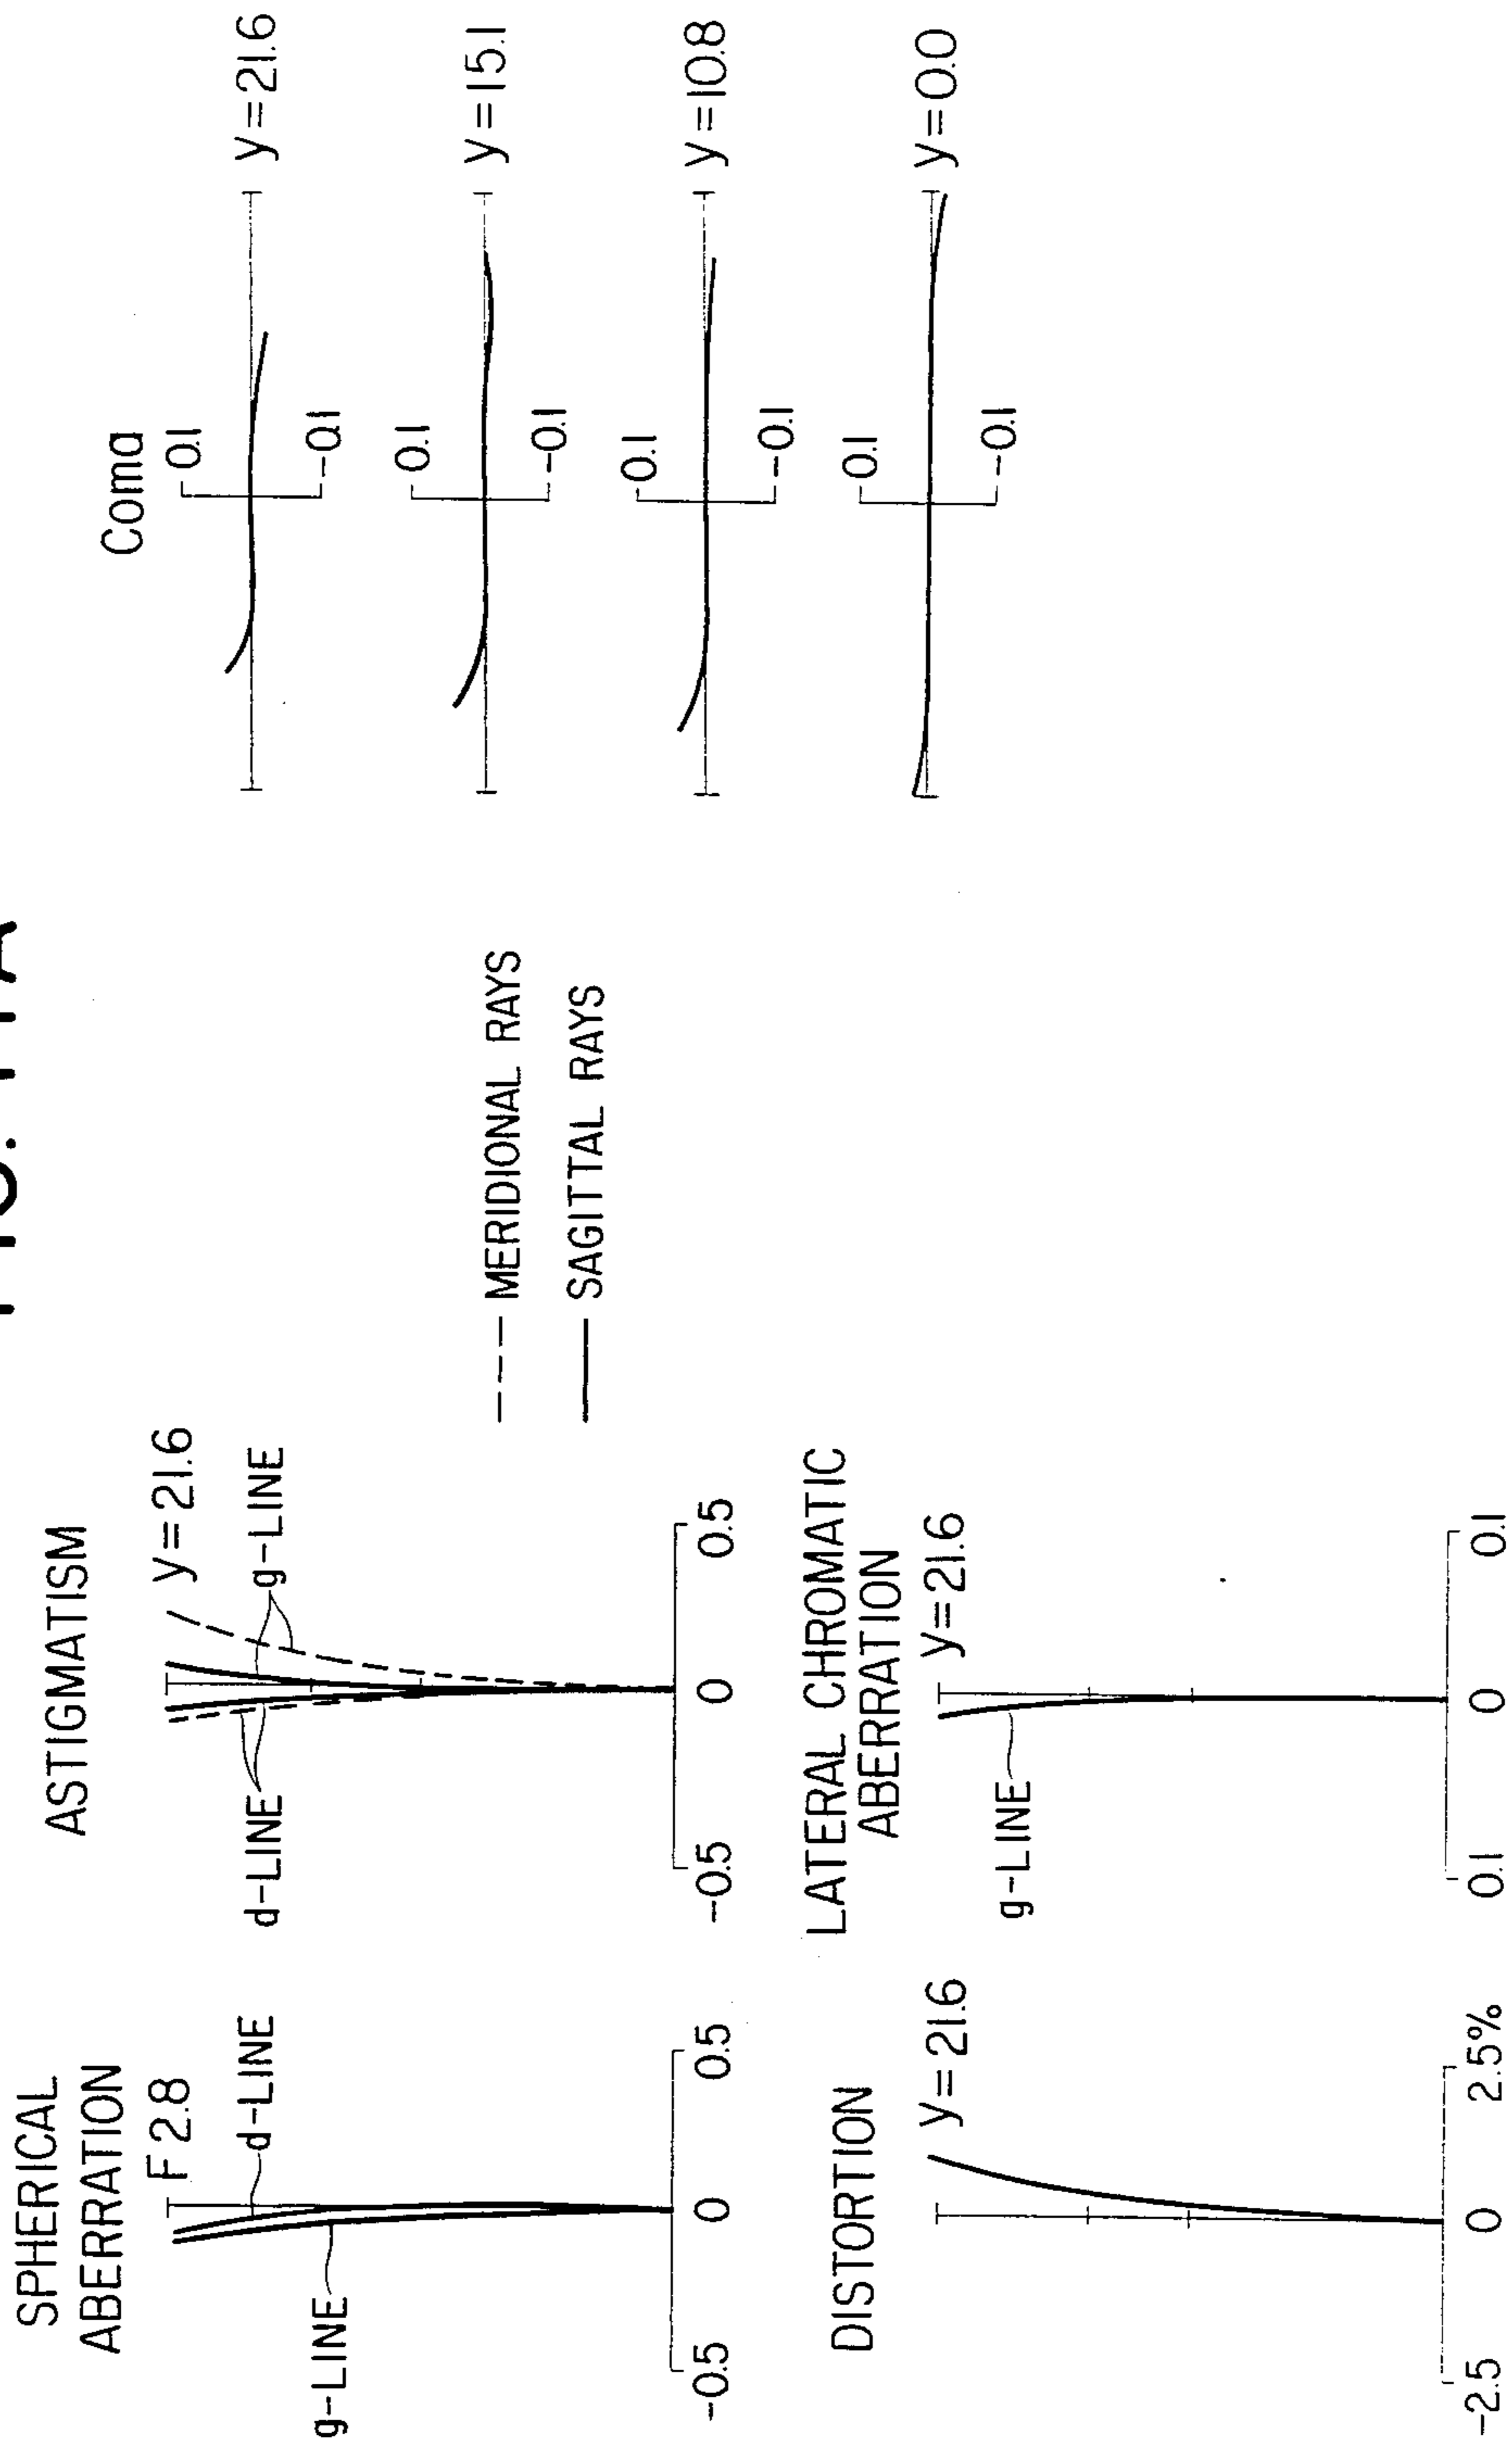 SPHERICAL
ABERRATION
F 2.8
d-LINE
g-LINE
-0.5
0
0.5
ASTIGMATISM
y=21.6
g-LINE
d-LINE
-0.5
0
0.5
--- MERIDIONAL RAYS
— SAGITTAL RAYS
DISTORTION
y=21.6
-2.5
0
2.5%
LATERAL CHROMATIC
ABERRATION
y=21.6
g-LINE
0.1
0
0.1
Coma
0.1
y=21.6
-0.1
0.1
y=15.1
-0.1
0.1
y=10.8
-0.1
0.1
y=0.0
-0.1